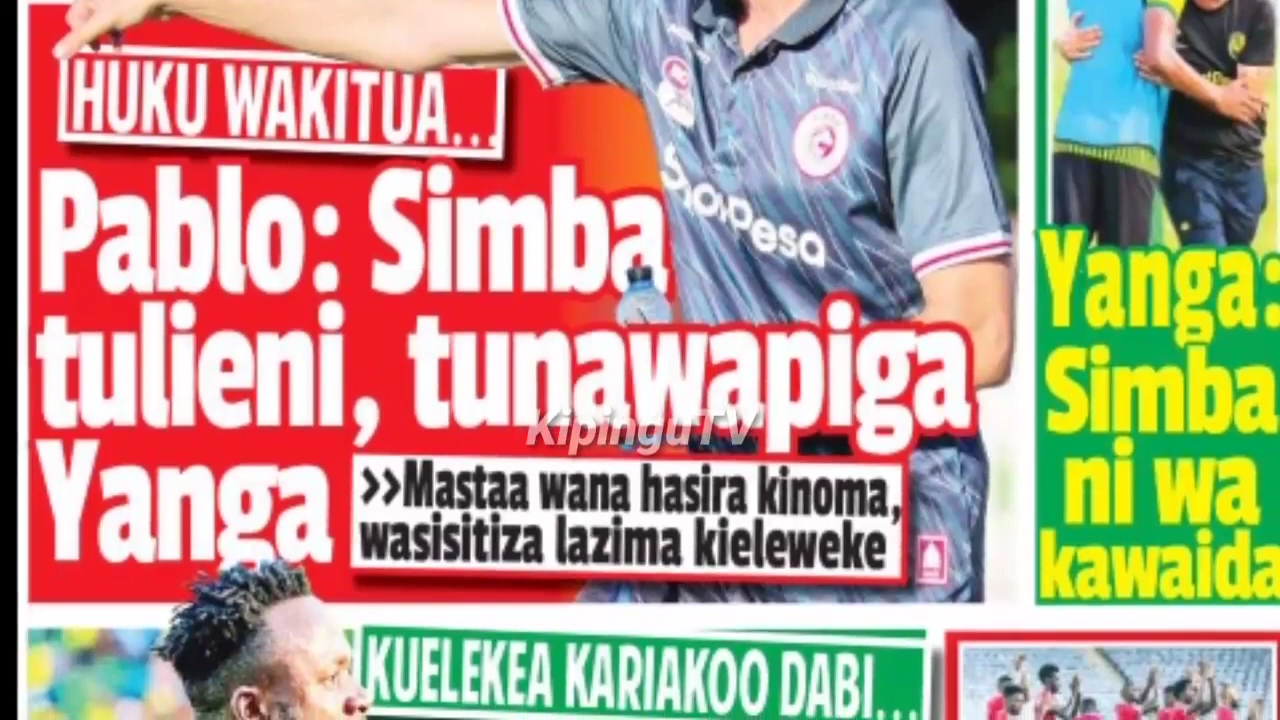 HUKU WAKITUA...
Pablo: Simba
tulieni, tunawapiga
Yanga
>>Mastaa wana hasira kinoma,
wasisitiza lazima kieleweke
Yanga:
Simba
ni wa
kawaida
KipinguTV
KUELEKEA KARIAKOO DABI...